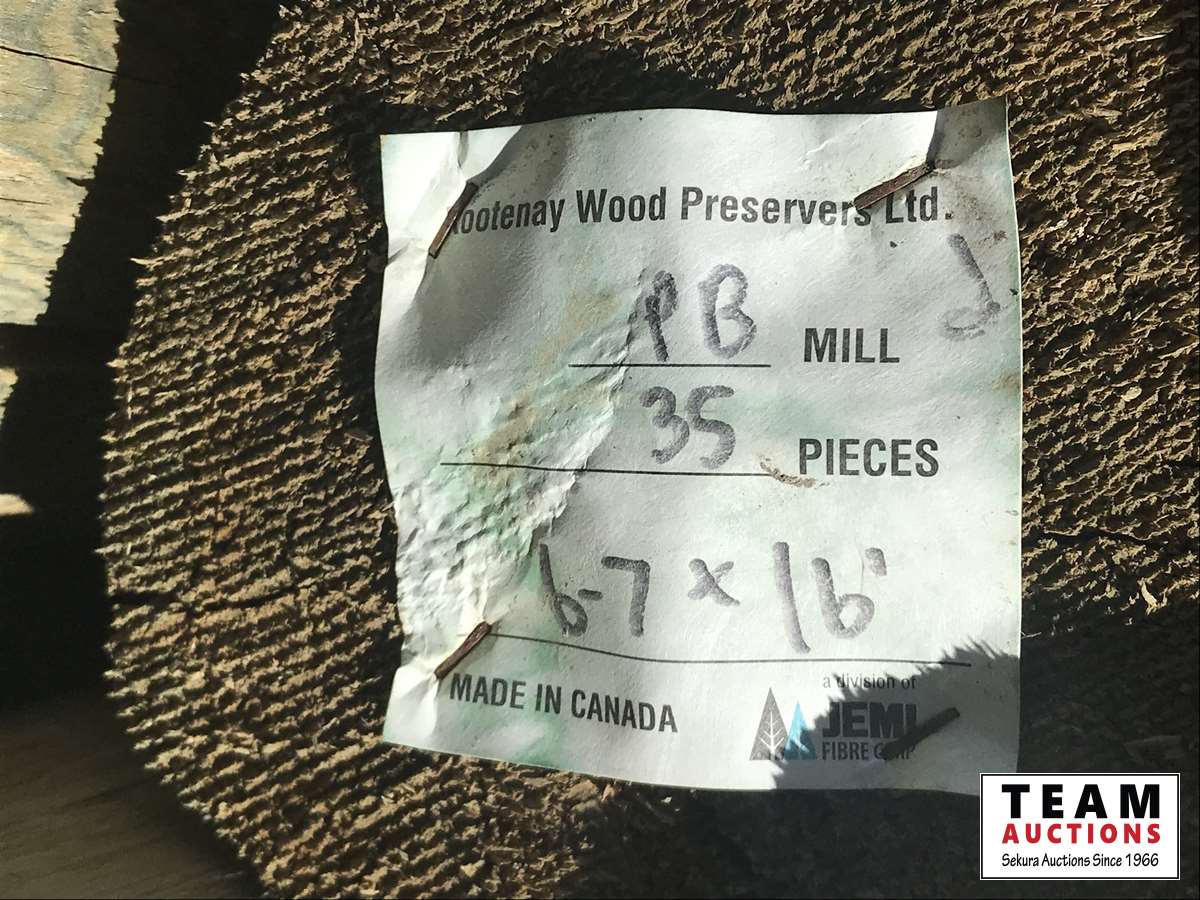 Kootenay Wood Preservers Ltd.
PB MILL
35 PIECES
6-7 x 16'
MADE IN CANADA
a division of
JEMI
FIBRE CORP
TEAM
AUCTIONS
Sekura Auctions Since 1966